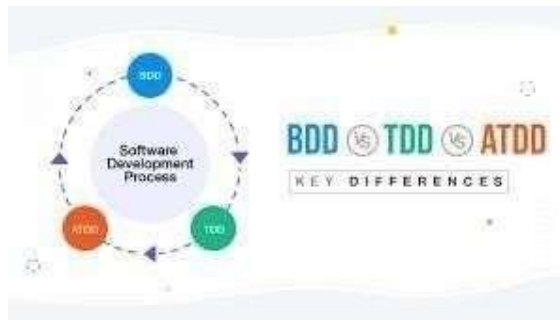 BDD
Software
Development
Process
ATDD
TDD
BDD VS TDD VS ATDD
KEY DIFFERENCES